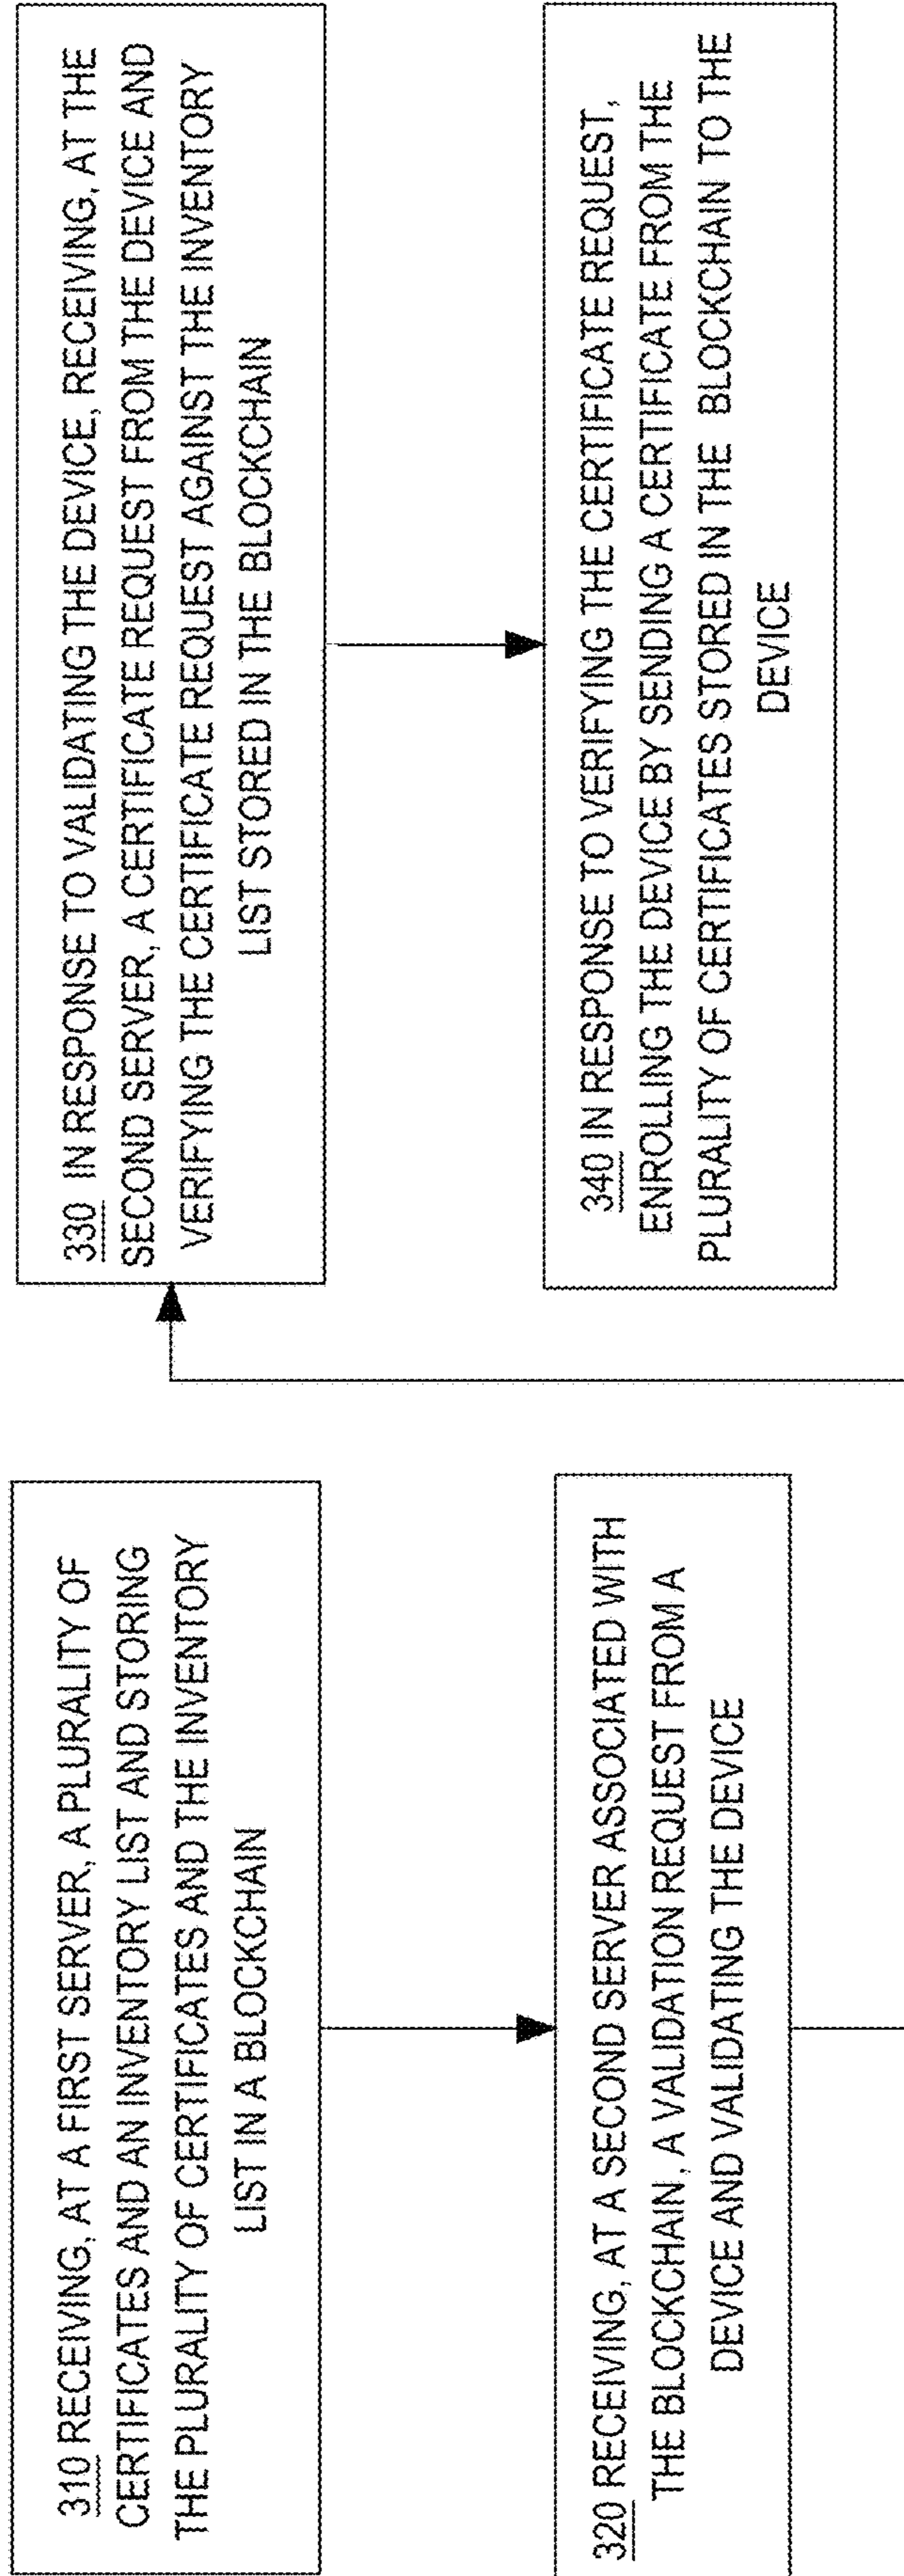 310 RECEIVING, AT A FIRST SERVER, A PLURALITY OF
CERTIFICATES AND AN INVENTORY LIST AND STORING
THE PLURALITY OF CERTIFICATES AND THE INVENTORY
LIST IN A BLOCKCHAIN
320 RECEIVING, AT A SECOND SERVER ASSOCIATED WITH
THE BLOCKCHAIN, A VALIDATION REQUEST FROM A
DEVICE AND VALIDATING THE DEVICE
330 IN RESPONSE TO VALIDATING THE DEVICE, RECEIVING, AT THE
SECOND SERVER, A CERTIFICATE REQUEST FROM THE DEVICE AND
VERIFYING THE CERTIFICATE REQUEST AGAINST THE INVENTORY
LIST STORED IN THE BLOCKCHAIN
340 IN RESPONSE TO VERIFYING THE CERTIFICATE REQUEST,
ENROLLING THE DEVICE BY SENDING A CERTIFICATE FROM THE
PLURALITY OF CERTIFICATES STORED IN THE BLOCKCHAIN TO THE
DEVICE